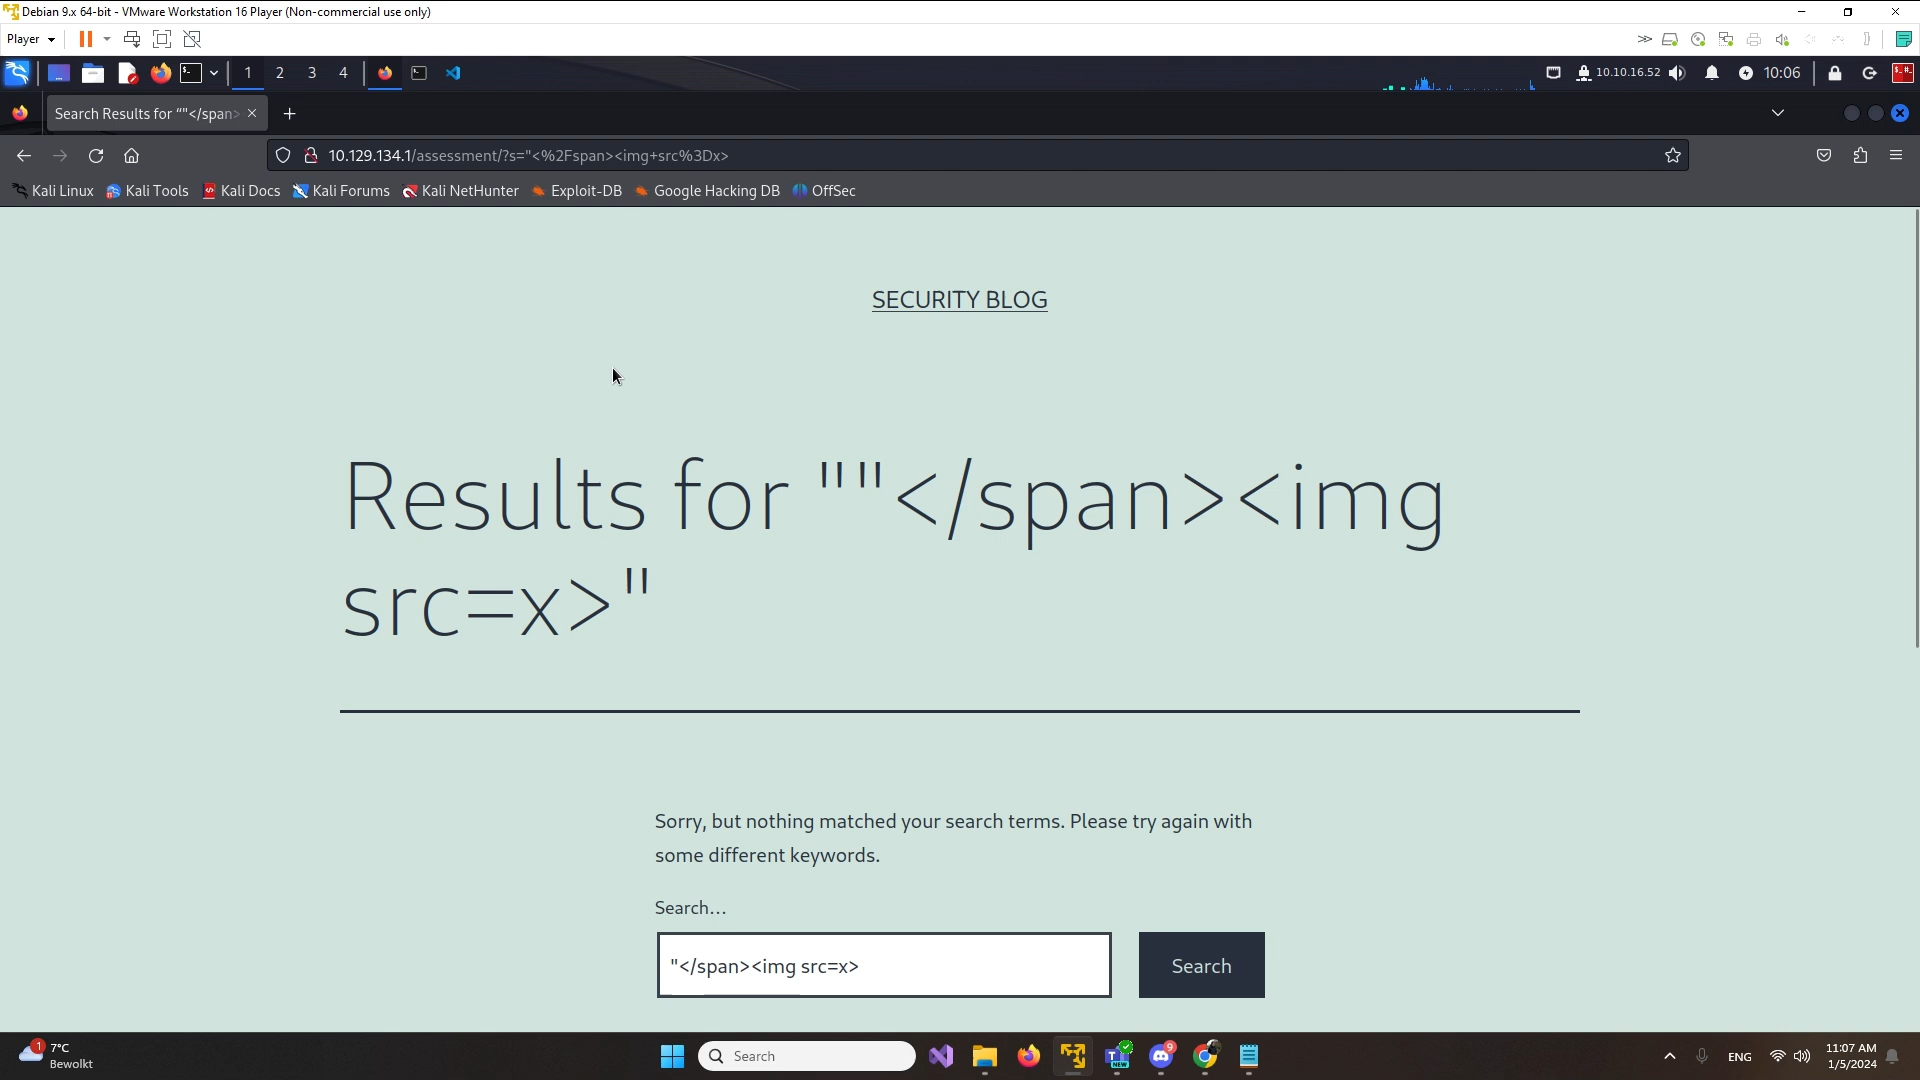 Debian 9.x 64-bit - VMware Workstation 16 Player (Non-commercial use only)
Player
1 2 3 4
10.10.16.52
10:06
Search Results for “"</span>
10.129.134.1/assessment/?s="<%2Fspan><img+src%3Dx>
Kali Linux
Kali Tools
Kali Docs
Kali Forums
Kali NetHunter
Exploit-DB
Google Hacking DB
OffSec
SECURITY BLOG
Results for ""</span><img
src=x>"
Sorry, but nothing matched your search terms. Please try again with
some different keywords.
Search…
"</span><img src=x>
Search
1
7°C
Bewolkt
Search
NEW
9
ENG
11:07 AM
1/5/2024